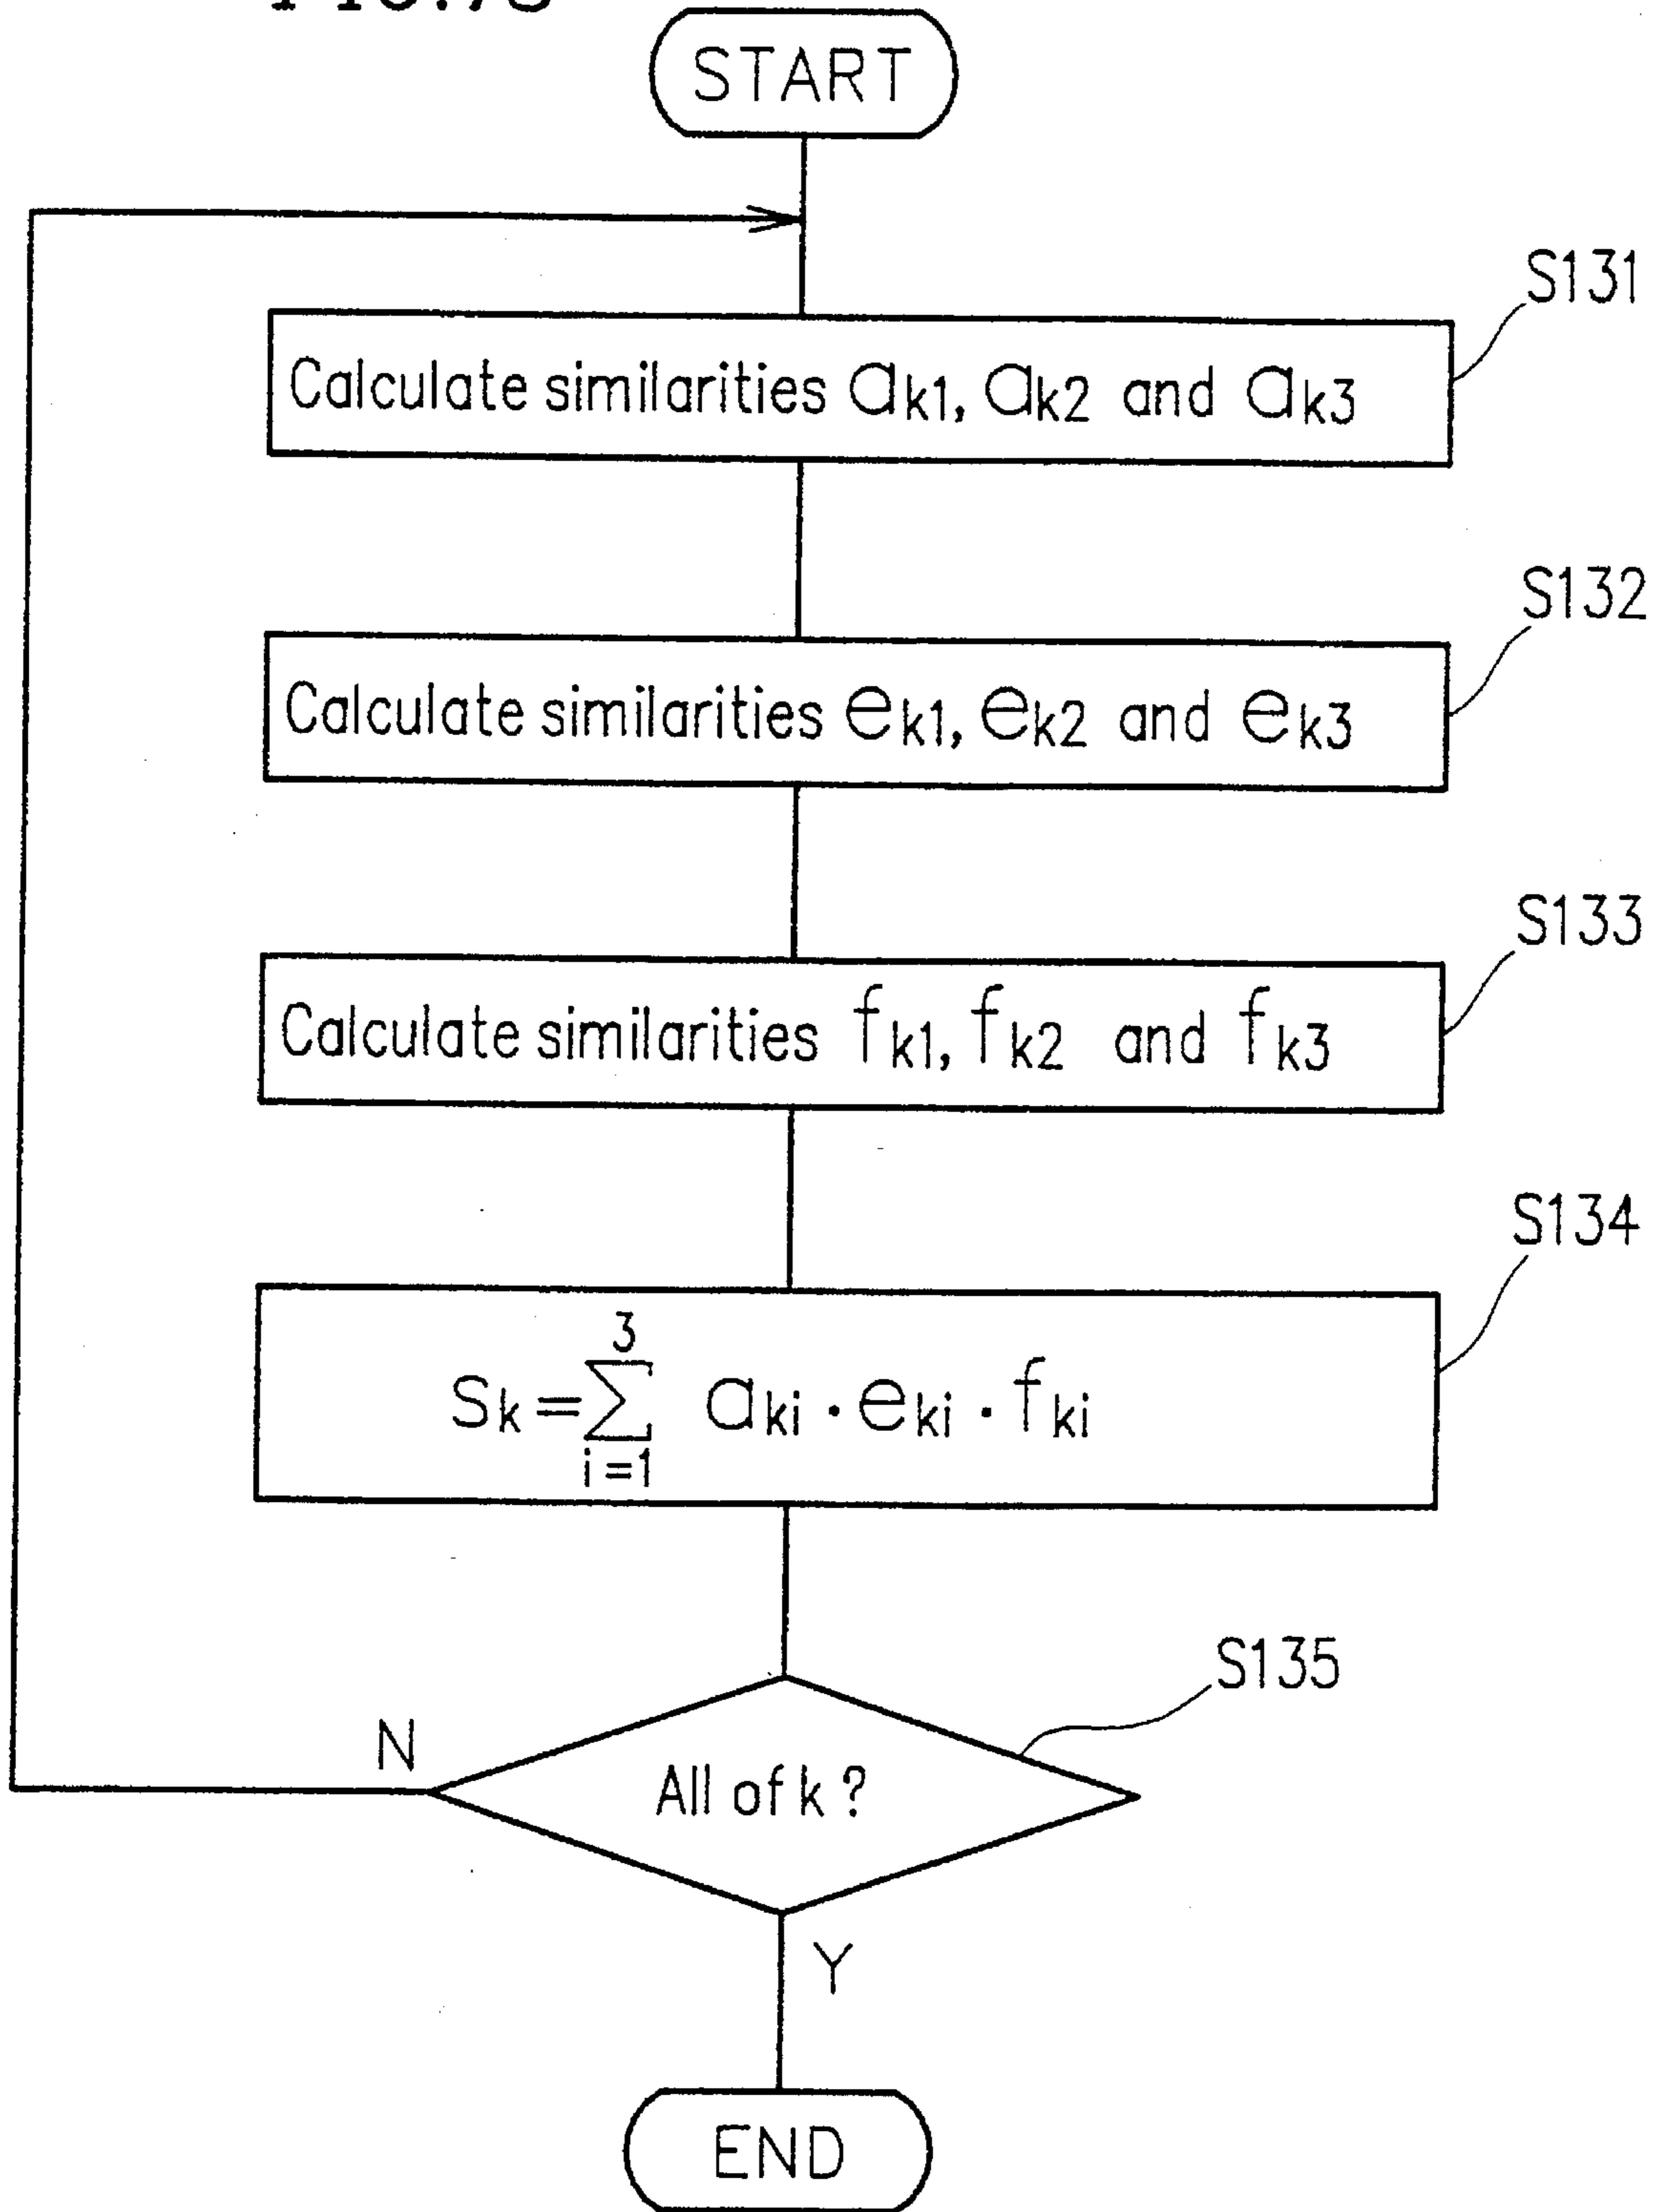 START
S131
Calculate similarities ak1, ak2 and ak3
S132
Calculate similarities ek1, ek2 and ek3
S133
Calculate similarities fk1, fk2 and fk3
S134
Sk=∑ aki · eki · fki
3
i=1
S135
N
All of k ?
Y
END